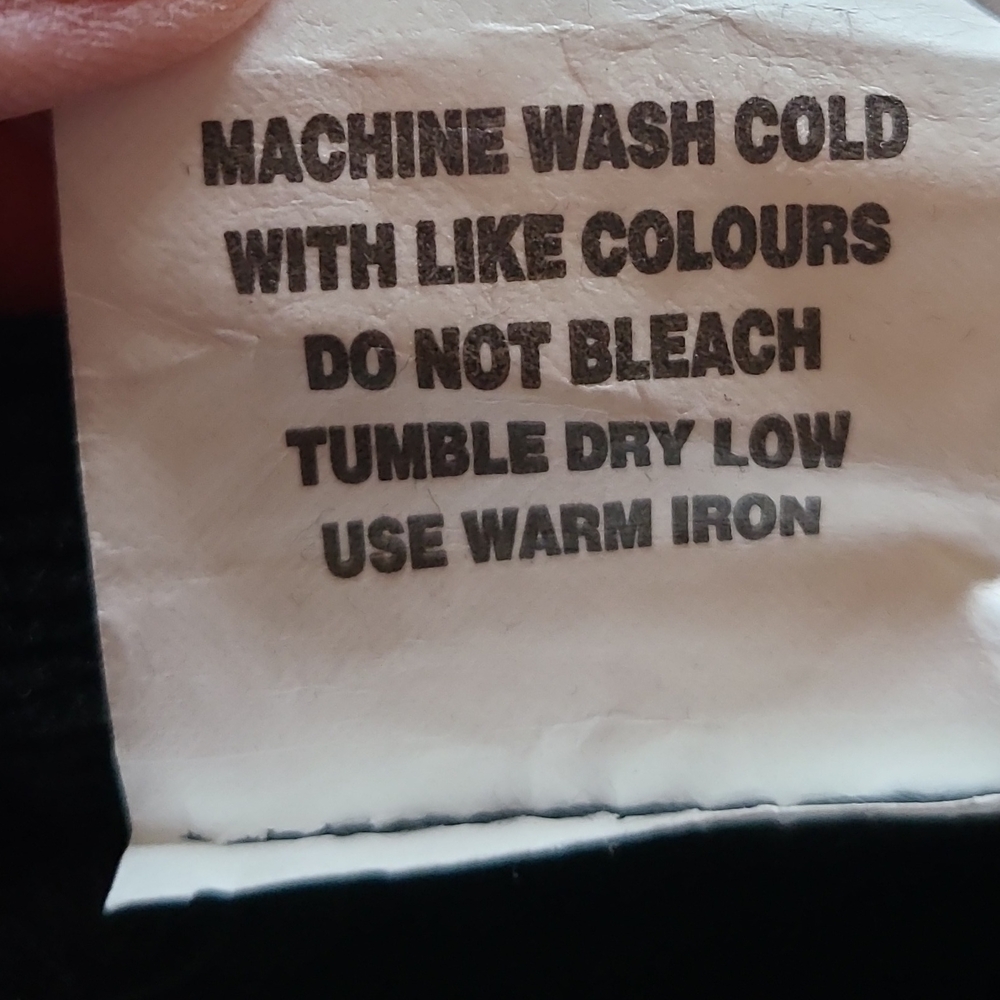 MACHINE WASH COLD
WITH LIKE COLOURS
DO NOT BLEACH
TUMBLE DRY LOW
USE WARM IRON